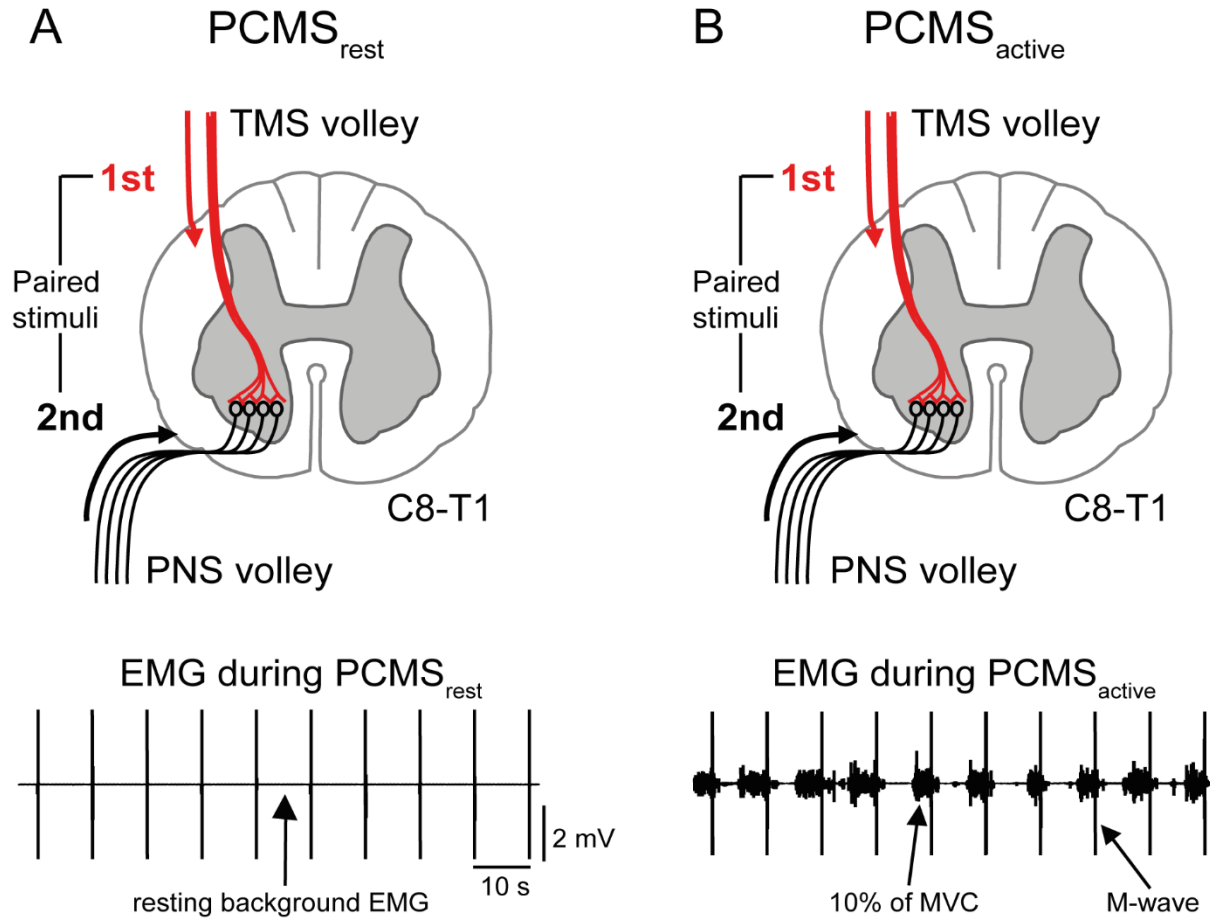 A
PCMSrest
TMS volley
1st
Paired
stimuli
2nd
C8-T1
PNS volley
EMG during PCMSrest
2 mV
10 s
resting background EMG
B
PCMSactive
TMS volley
1st
Paired
stimuli
2nd
C8-T1
PNS volley
EMG during PCMSactive
10% of MVC
M-wave